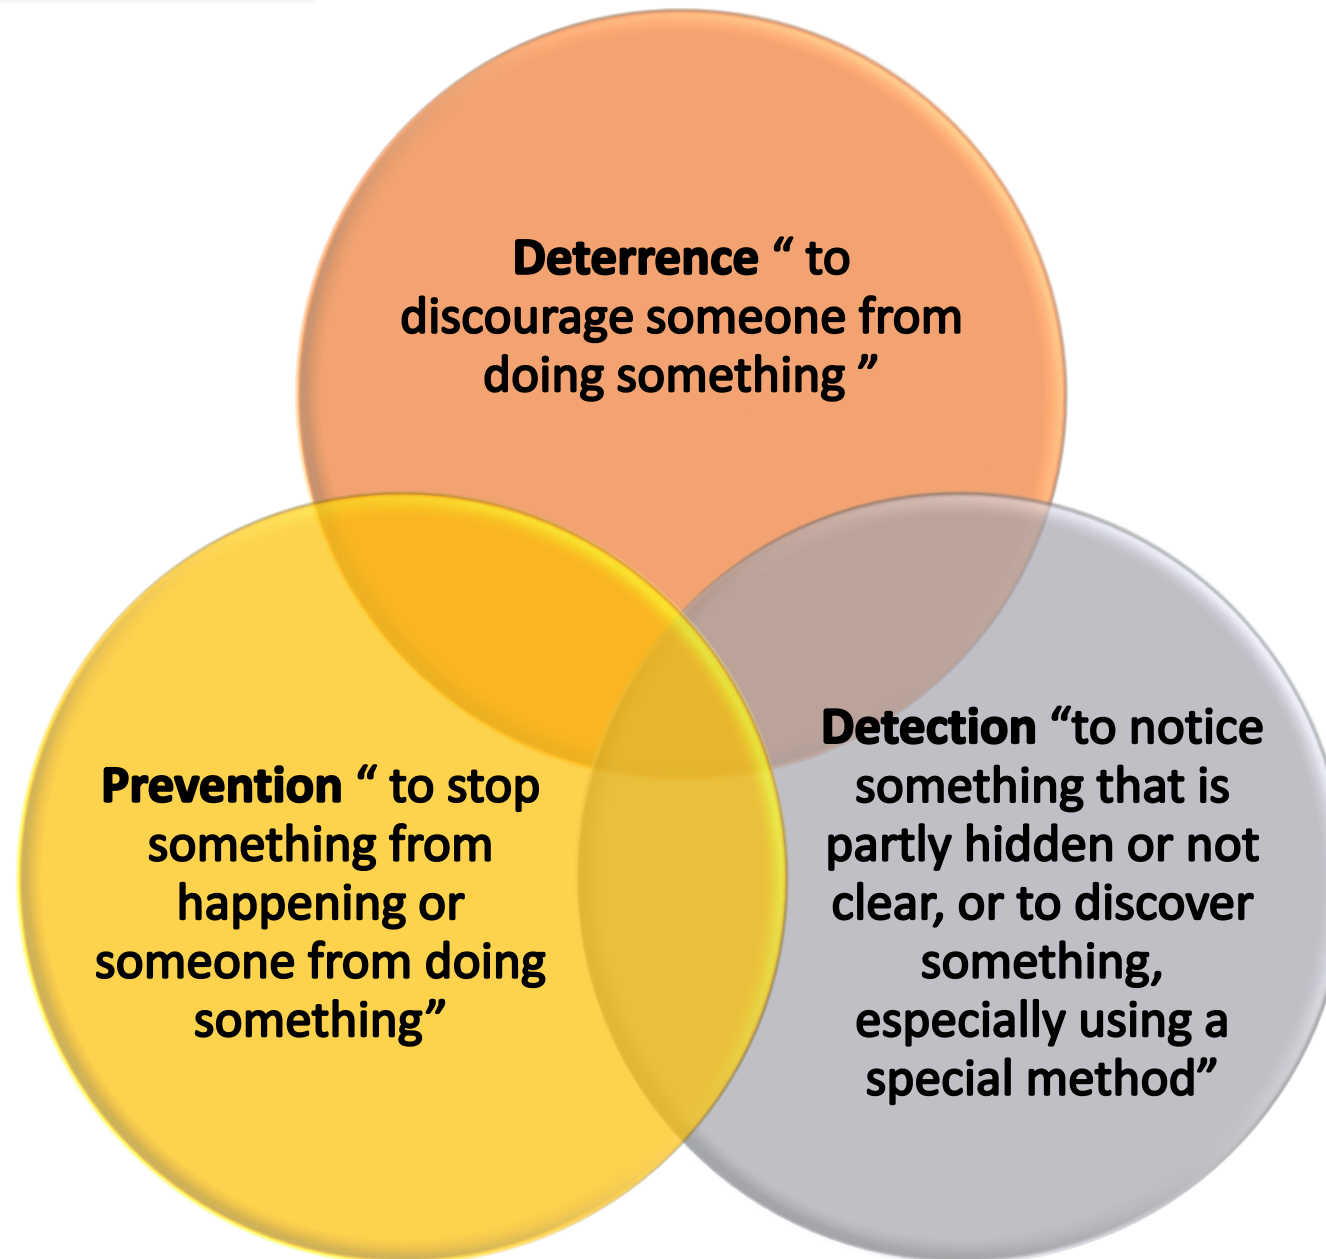 Deterrence “ to
discourage someone from
doing something ”
Prevention “ to stop
something from
happening or
someone from doing
something”
Detection “to notice
something that is
partly hidden or not
clear, or to discover
something,
especially using a
special method”